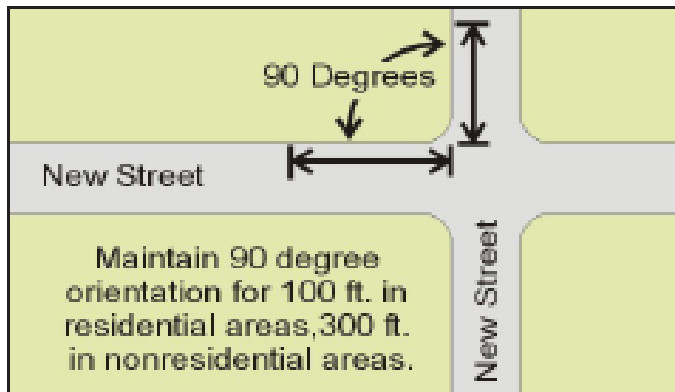 90 Degrees
New Street
Maintain 90 degree
orientation for 100 ft. in
residential areas,300 ft.
in nonresidential areas.
New Street